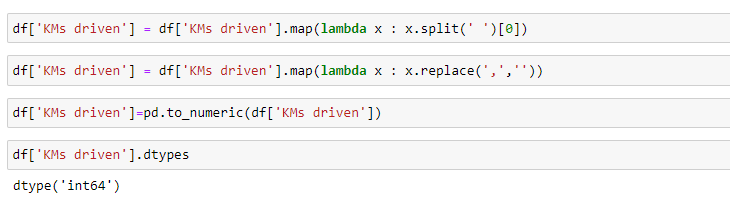 df['KMs driven'] = df['KMs driven'].map(lambda x : x.split(' ')[0])
df['KMs driven'] = df['KMs driven'].map(lambda x : x.replace(',',''))
df['KMs driven']=pd.to_numeric(df['KMs driven'])
df['KMs driven'].dtypes
dtype('int64')